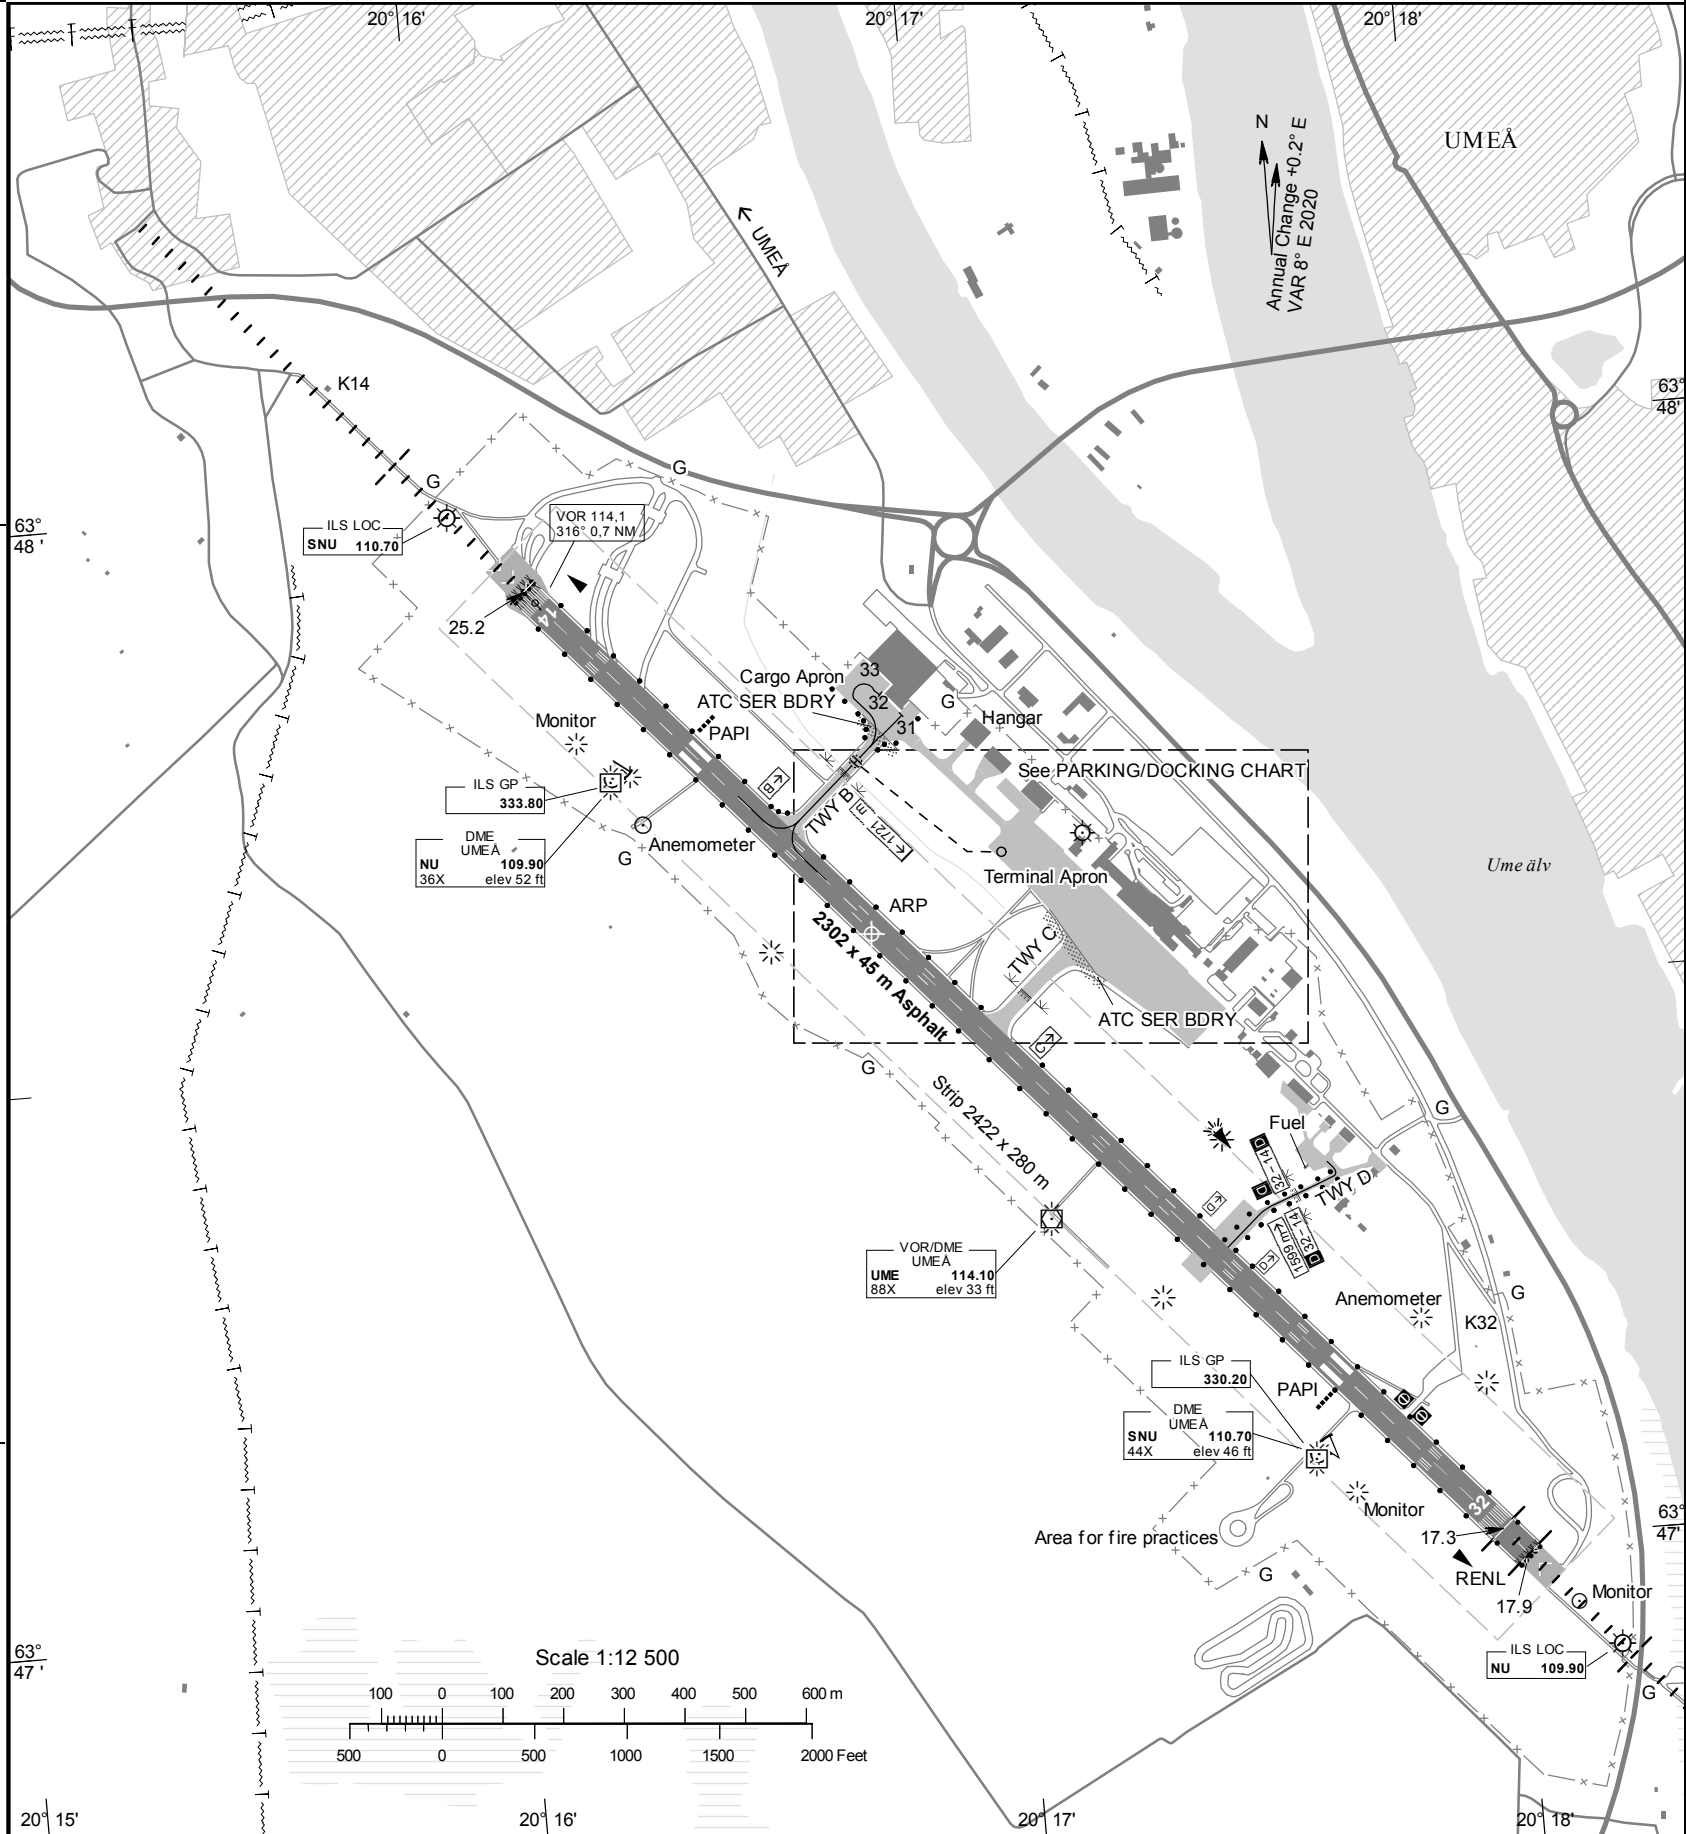 20° 16'
20° 17'
20° 18'
N
Annual Change +0.2° E
VAR 8° E 2020
UMEÅ
← UMEÅ
K14
63°
48'
G
G
VOR 114,1
316° 0,7 NM
63°
48 '
ILS LOC
SNU 110.70
25.2
14
33
Cargo Apron
32
ATC SER BDRY
31
G
Hangar
Monitor
PAPI
See PARKING/DOCKING CHART
←B
ILS GP
333.80
TWY B
←1721 m
DME
UMEÅ
NU 109.90
36X elev 52 ft
Anemometer
G
Terminal Apron
Ume älv
ARP
2302 x 45 m Asphalt
TWY C
ATC SER BDRY
←C
G
Strip 2422 x 280 m
G
Fuel
D 32-14
D
TWY D
←D
32-14 D
1599 m→
←D
VOR/DME
UMEÅ
UME 114.10
88X elev 33 ft
Anemometer
G
K32
ILS GP
330.20
PAPI
DME
UMEÅ
SNU 110.70
44X elev 46 ft
32
Monitor
63°
47'
17.3
Area for fire practices
RENL
G
Monitor
17.9
63°
47 '
Scale 1:12 500
ILS LOC
NU 109.90
G
100 0 100 200 300 400 500 600 m
500 0 500 1000 1500 2000 Feet
20° 15'
20° 16'
20° 17'
20° 18'